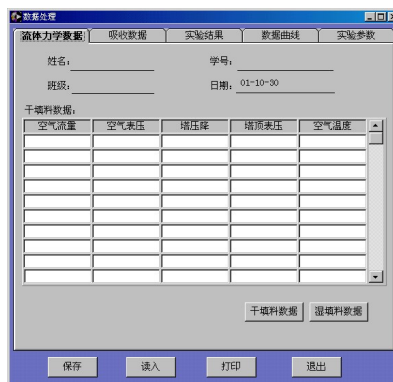 数据处理
流体力学数据 吸收数据 实验结果 数据曲线 实验参数
姓名: 学号:
班级: 日期: 01-10-30
干填料数据:
空气流量 空气表压 塔压降 塔顶表压 空气温度
干填料数据 湿填料数据
保存 读入 打印 退出